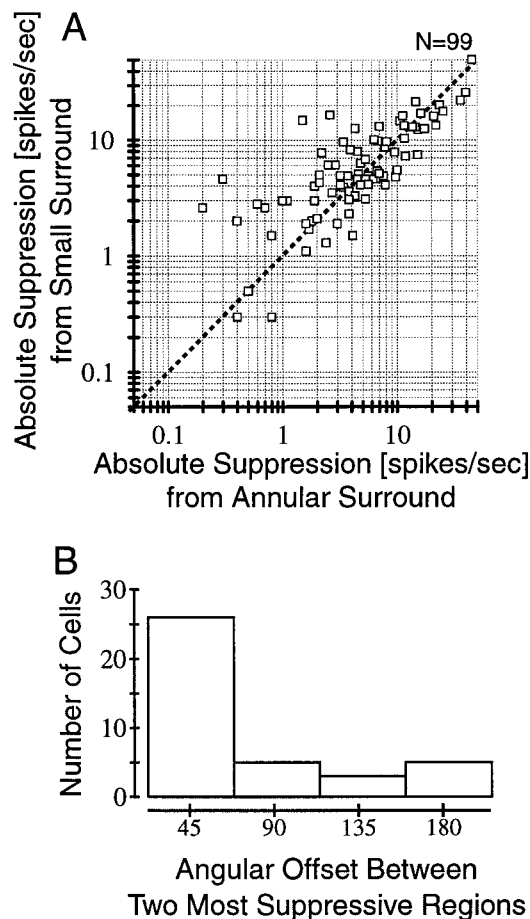 A
N=99
Absolute Suppression [spikes/sec]
from Small Surround
10
1
0.1
0.1 1 10
Absolute Suppression [spikes/sec]
from Annular Surround
B
Number of Cells
30
20
10
0
45 90 135 180
Angular Offset Between
Two Most Suppressive Regions